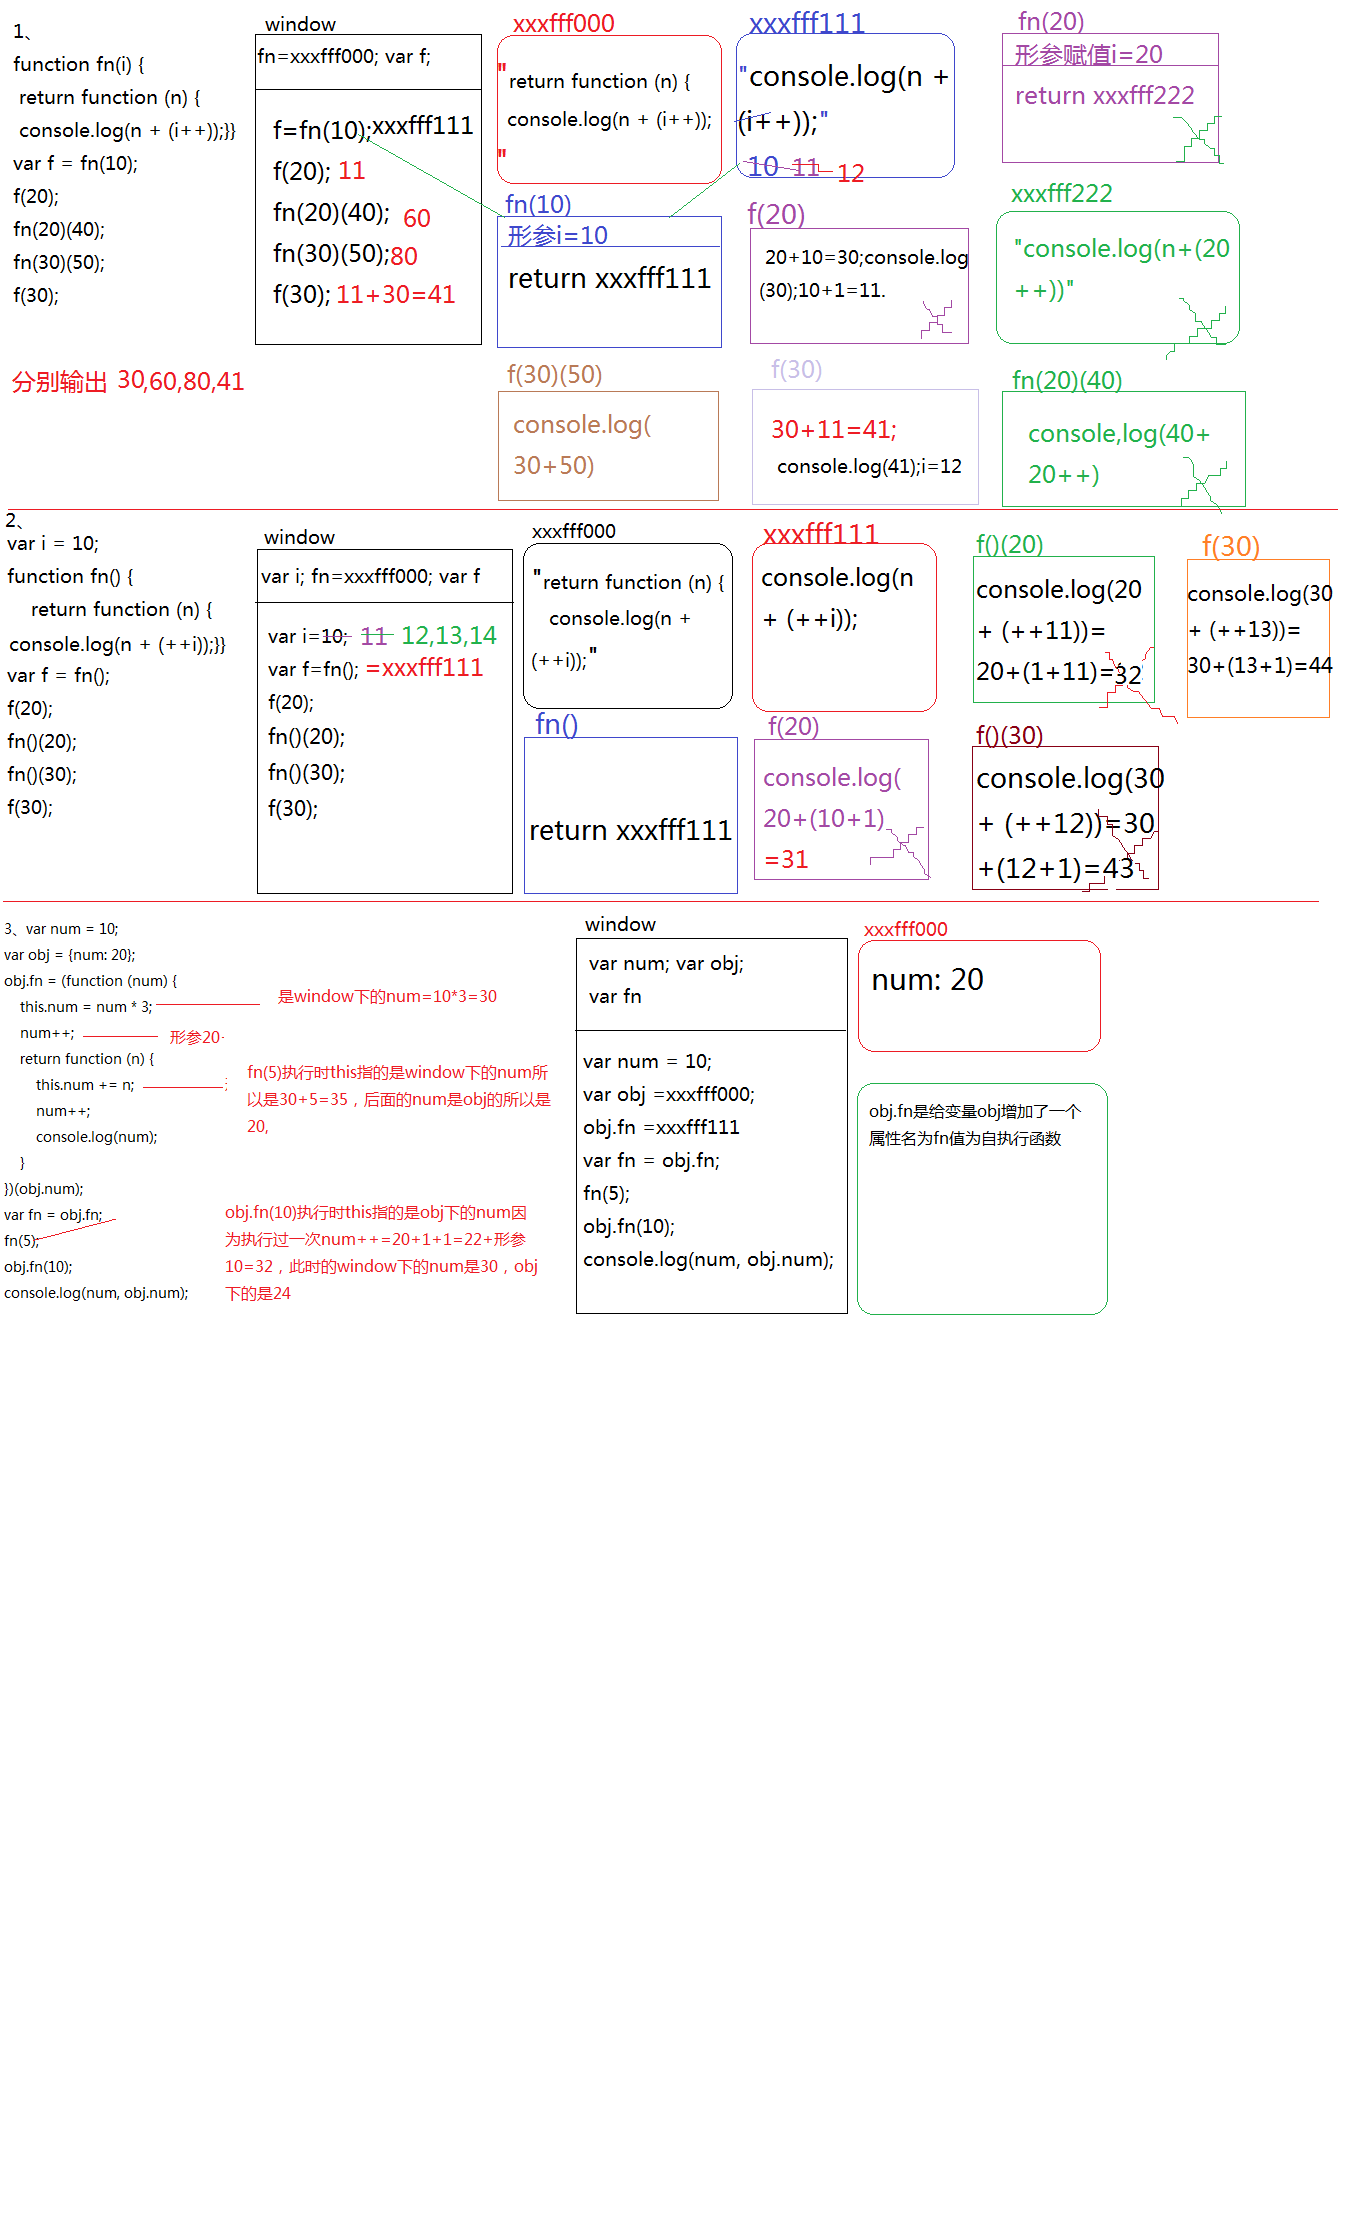 1、
function fn(i) {
return function (n) {
console.log(n + (i++));}}
var f = fn(10);
f(20);
fn(20)(40);
fn(30)(50);
f(30);
分别输出 30,60,80,41
window
fn=xxxfff000; var f;
f=fn(10);xxxfff111
f(20); 11
fn(20)(40); 60
fn(30)(50);80
f(30); 11+30=41
xxxfff000
"return function (n) {
console.log(n + (i++));
"
fn(10)
形参i=10
return xxxfff111
xxxfff111
"console.log(n +
(i++));"
10 11 12
f(20)
20+10=30;console.log
(30);10+1=11.
fn(20)
形参赋值i=20
return xxxfff222
xxxfff222
"console.log(n+(20
++))"
f(30)(50)
console.log(
30+50)
f(30)
30+11=41;
console.log(41);i=12
fn(20)(40)
console,log(40+
20++)
2、
var i = 10;
function fn() {
return function (n) {
console.log(n + (++i));}}
var f = fn();
f(20);
fn()(20);
fn()(30);
f(30);
window
var i; fn=xxxfff000; var f
var i=10; 11 12,13,14
var f=fn(); =xxxfff111
f(20);
fn()(20);
fn()(30);
f(30);
xxxfff000
"return function (n) {
console.log(n +
(++i));"
fn()
return xxxfff111
xxxfff111
console.log(n
+ (++i));
f(20)
console.log(
20+(10+1)
=31
f()(20)
console.log(20
+ (++11))=
20+(1+11)=32
f()(30)
console.log(30
+ (++12))=30
+(12+1)=43
f(30)
console.log(30
+ (++13))=
30+(13+1)=44
3、var num = 10;
var obj = {num: 20};
obj.fn = (function (num) {
this.num = num * 3;
num++;
return function (n) {
this.num += n;
num++;
console.log(num);
}
})(obj.num);
var fn = obj.fn;
fn(5);
obj.fn(10);
console.log(num, obj.num);
是window下的num=10*3=30
形参20
fn(5)执行时this指的是window下的num所
以是30+5=35，后面的num是obj的所以是
20,
obj.fn(10)执行时this指的是obj下的num因
为执行过一次num++=20+1+1=22+形参
10=32，此时的window下的num是30，obj
下的是24
window
var num; var obj;
var fn
var num = 10;
var obj =xxxfff000;
obj.fn =xxxfff111
var fn = obj.fn;
fn(5);
obj.fn(10);
console.log(num, obj.num);
xxxfff000
num: 20
obj.fn是给变量obj增加了一个
属性名为fn值为自执行函数